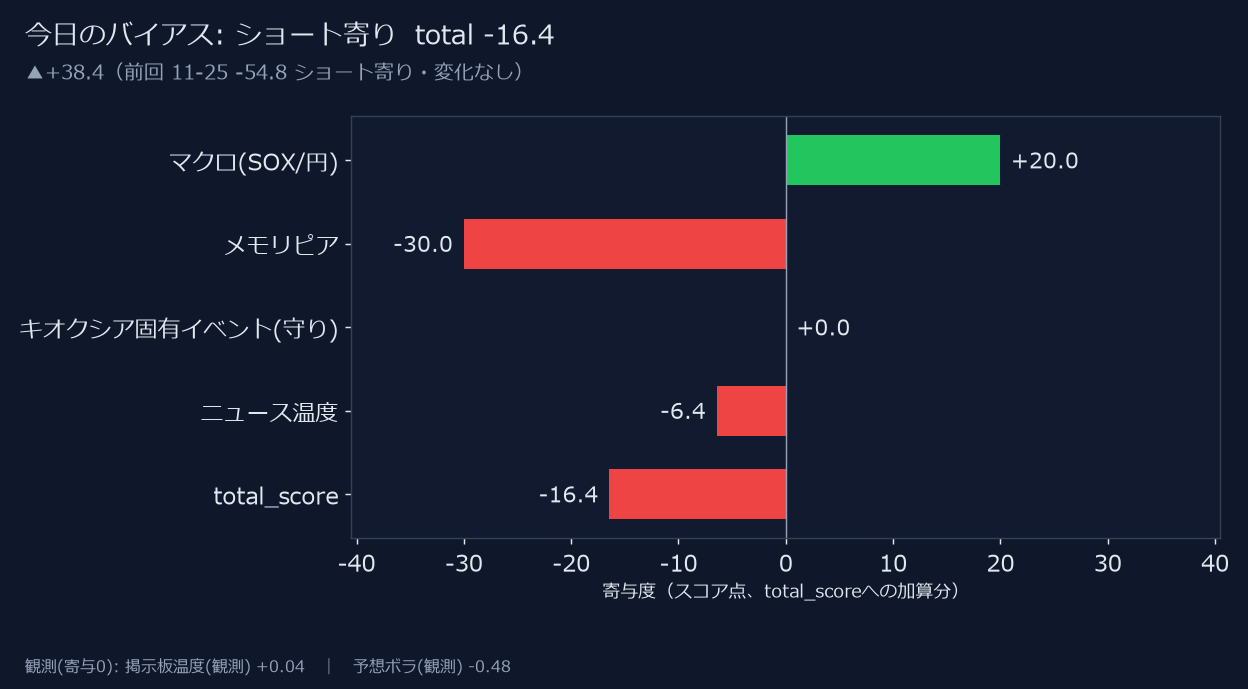 今日のバイアス: ショート寄り  total -16.4
▲+38.4（前回 11-25 -54.8 ショート寄り・変化なし）
マクロ(SOX/円)
+20.0
メモリピア
-30.0
キオクシア固有イベント(守り)
+0.0
ニュース温度
-6.4
total_score
-16.4
-40 -30 -20 -10 0 10 20 30 40
寄与度（スコア点、total_scoreへの加算分）
観測(寄与0): 掲示板温度(観測) +0.04 ｜ 予想ボラ(観測) -0.48